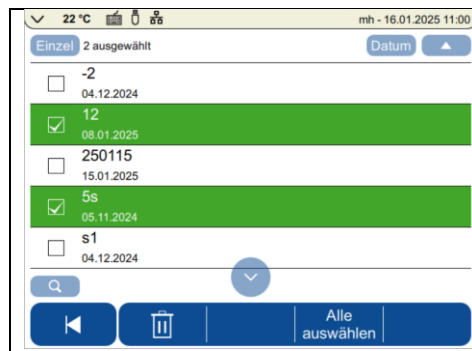 22 °C mh - 16.01.2025 11:00
Einzel 2 ausgewählt Datum
-2
04.12.2024
12
08.01.2025
250115
15.01.2025
5s
05.11.2024
s1
04.12.2024
Alle
auswählen